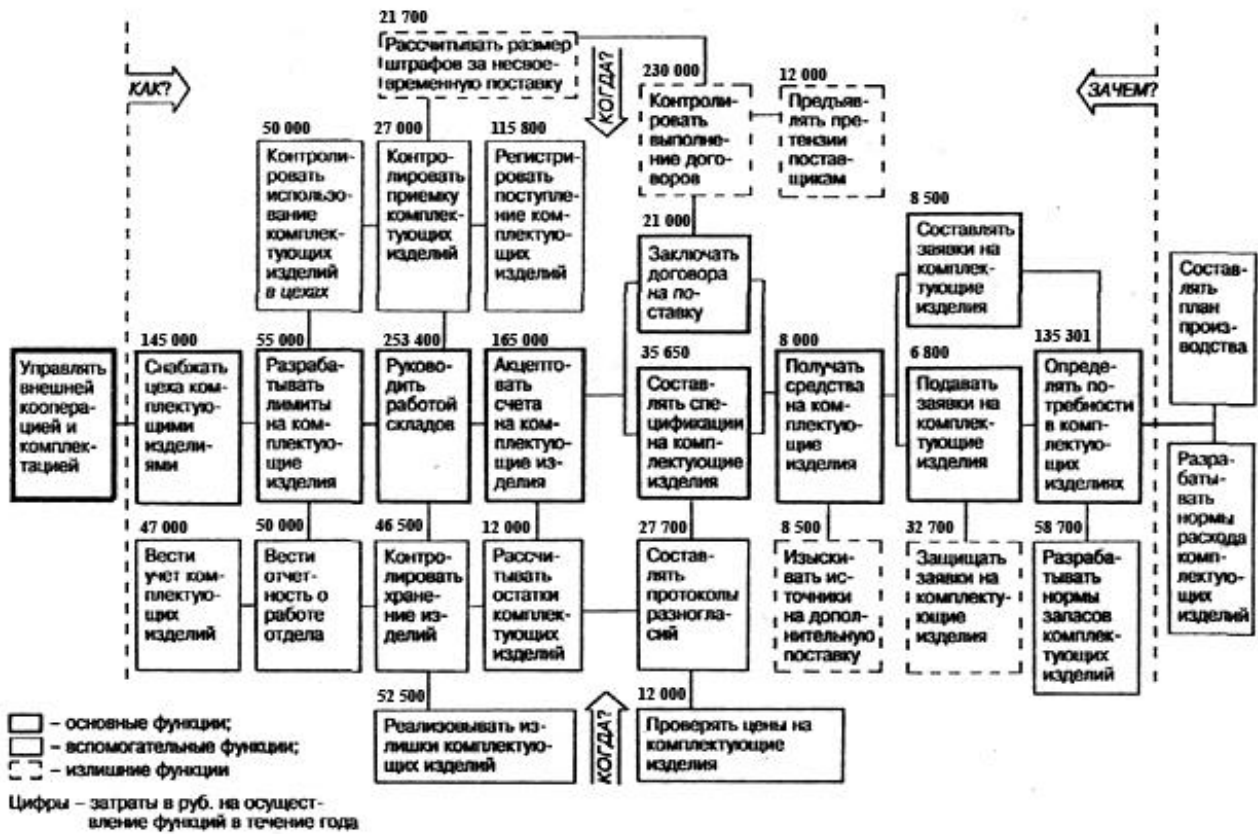 21 700
Рассчитывать размер
штрафов за несвое-
временную поставку
КАК?
КОГДА?
ЗАЧЕМ?
230 000
Контроли-
ровать
выполне-
ние догово-
ров
12 000
Предъяв-
лять пре-
тензии
постав-
щикам
50 000
Контроли-
ровать
использо-
вание
комплек-
тующих
изделий
в цехах
27 000
Контро-
лировать
приемку
комплек-
тующих
изделий
115 800
Регистри-
ровать
поступле-
ние ком-
плектую-
щих
изделий
21 000
Заключать
договора
на по-
ставку
8 500
Составлять
заявки на
комплек-
тующие
изделия
Состав-
лять
план
произ-
водства
Управлять
внешней
коопера-
цией и
комплек-
тацией
145 000
Снабжать
цеха ком-
плектую-
щими
издели-
ями
55 000
Разраба-
тывать
лимиты
на ком-
плектую-
щие
изделия
253 400
Руково-
дить
работой
складов
165 000
Акцепто-
вать
счета
на комп-
лектую-
щие из-
делия
35 650
Состав-
лять спе-
цификации
на компле-
ктующие
изделия
8 000
Получать
средства
на ком-
плектую-
щие
изделия
6 800
Подавать
заявки на
комплек-
тующие
изделия
135 301
Опреде-
лять по-
требности
в комплек-
тующих
изделиях
Разра-
батывать
нормы
расхода
комп-
лектую-
щих
изделий
47 000
Вести
учет ком-
плектую-
щих
изделий
50 000
Вести
отчет-
ность о
работе
отдела
46 500
Контро-
лировать
хране-
ние из-
делий
12 000
Рассчи-
тывать
остатки
комплек-
тующих
изделий
27 700
Состав-
лять
протоколы
разногла-
сий
8 500
Изыски-
вать ис-
точники
на допол-
нительную
поставку
32 700
Защищать
заявки на
комплекту-
ющие
изделия
58 700
Разраба-
тывать
нормы
запасов
комплек-
тующих
изделий
52 500
Реализовывать из-
лишки комплектую-
щих изделий
КОГДА?
12 000
Проверять цены на
комплектующие
изделия
– основные функции;
– вспомогательные функции;
– излишние функции
Цифры – затраты в руб. на осущест-
вление функций в течение года